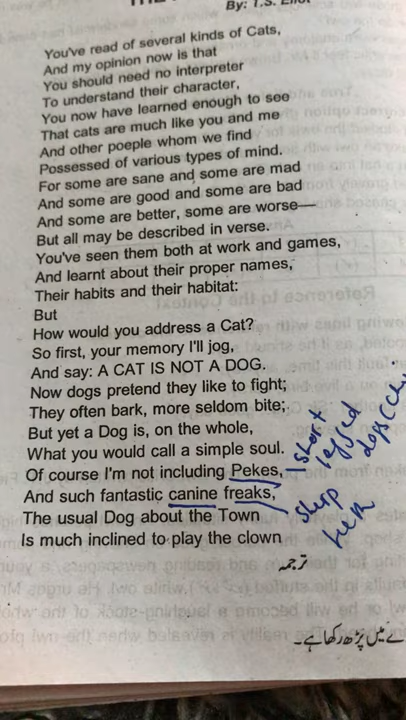 By: T.S. Eliot
You've read of several kinds of Cats,
And my opinion now is that
You should need no interpreter
To understand their character,
You now have learned enough to see
That cats are much like you and me
And other poeple whom we find
Possessed of various types of mind.
For some are sane and some are mad
And some are good and some are bad
And some are better, some are worse—
But all may be described in verse.
You've seen them both at work and games,
And learnt about their proper names,
Their habits and their habitat:
But
How would you address a Cat?
So first, your memory I'll jog,
And say: A CAT IS NOT A DOG.
Now dogs pretend they like to fight;
They often bark, more seldom bite;
But yet a Dog is, on the whole,
What you would call a simple soul.
Of course I'm not including Pekes,
And such fantastic canine freaks,
The usual Dog about the Town
Is much inclined to play the clown
short
legged
dogs
ترجمہ
نے میں پڑھ رکھا ہے۔